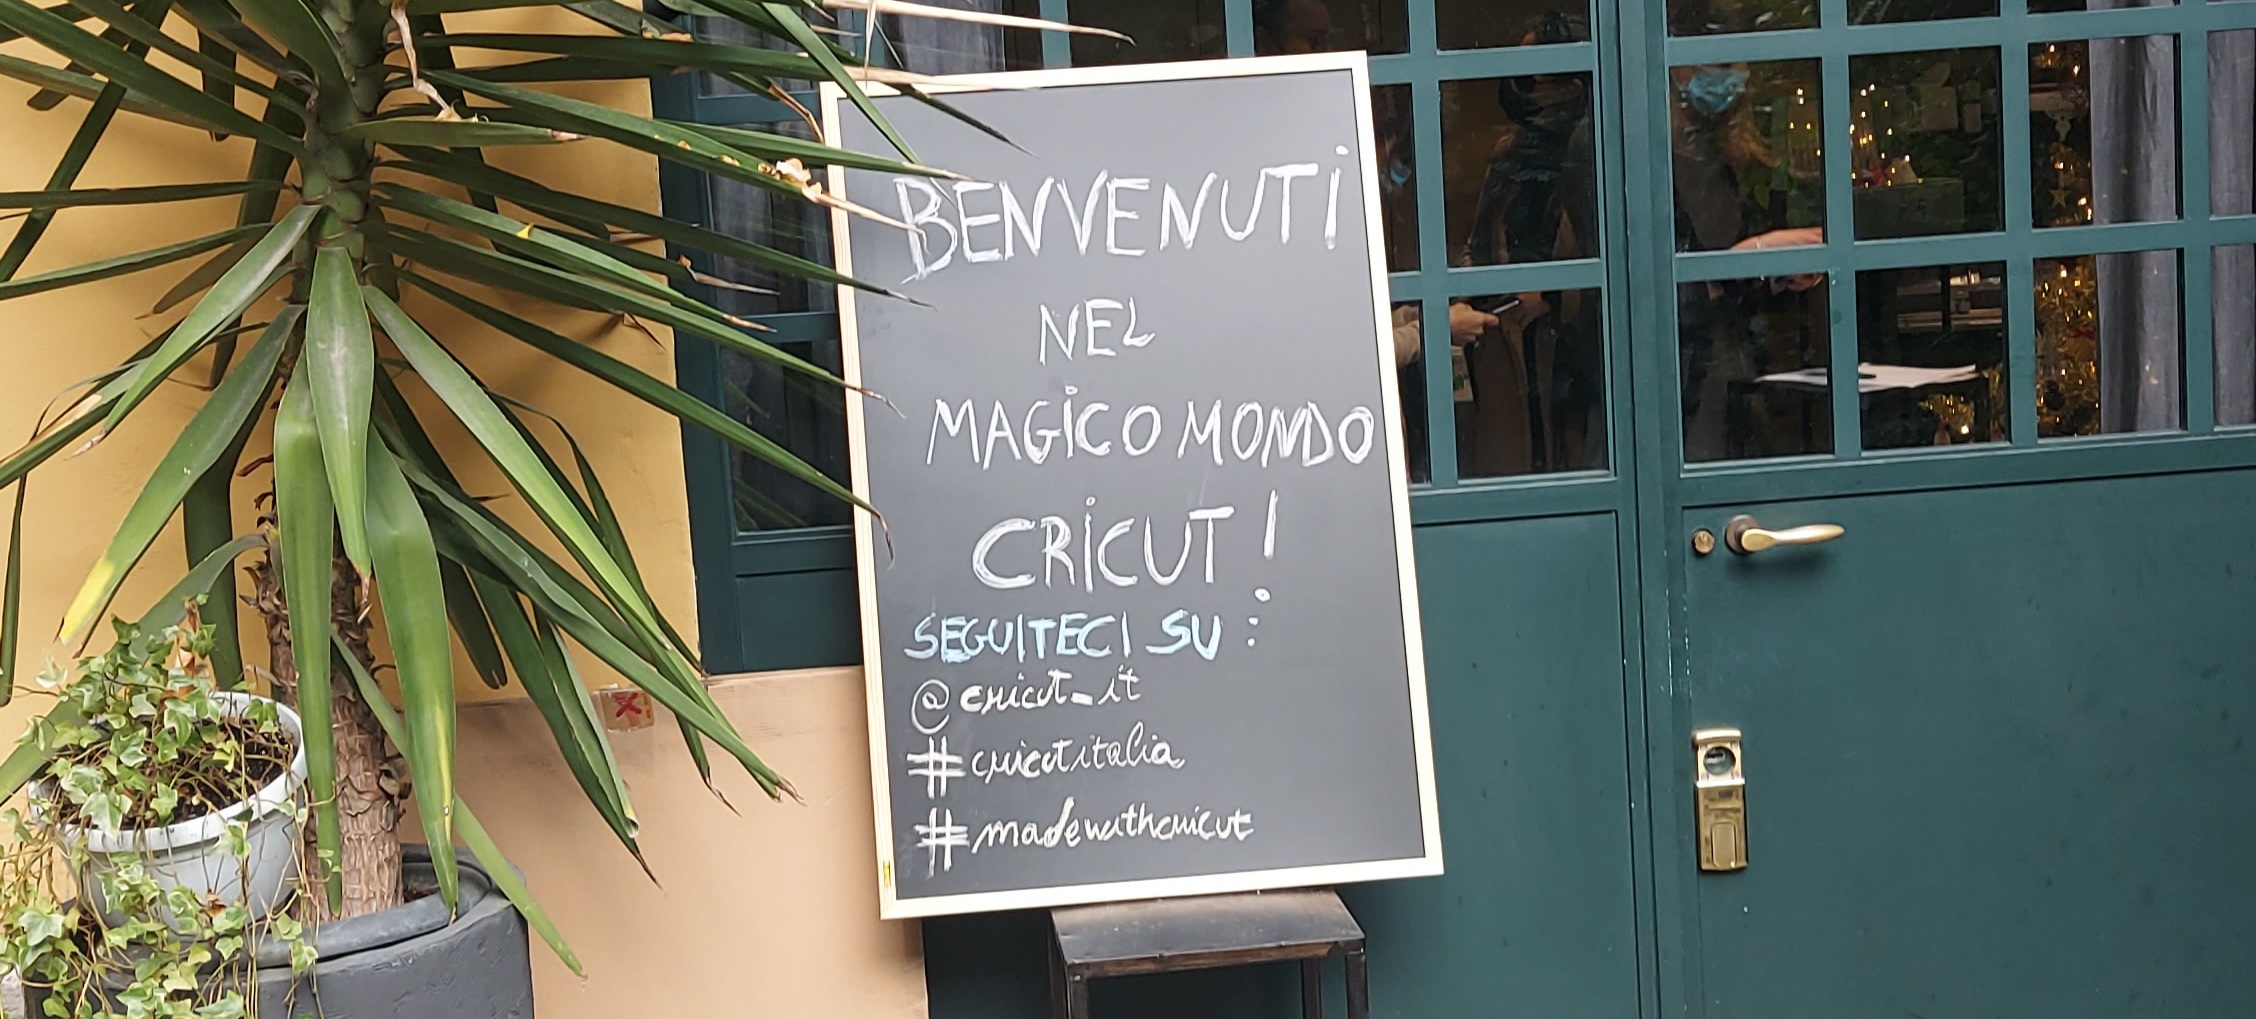 BENVENUTI
NEL
MAGICO MONDO
CRICUT!
SEGUITECI SU:
@cricut_it
#cricutitalia
#madewithcricut